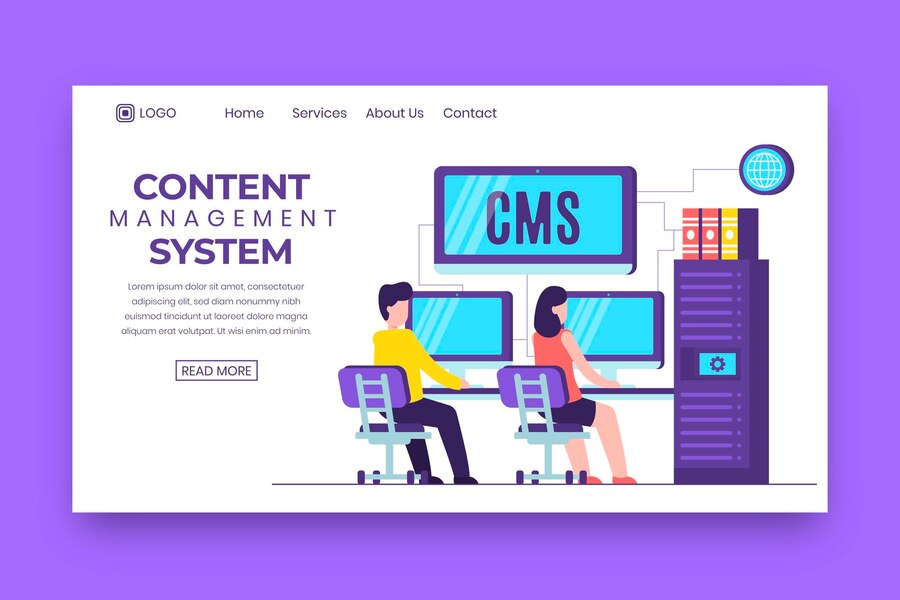 LOGO Home Services About Us Contact
CONTENT
MANAGEMENT
SYSTEM
Lorem ipsum dolor sit amet, consectetuer
adipiscing elit, sed diam nonummy nibh
euismod tincidunt ut laoreet dolore magna
aliquam erat volutpat. Ut wisi enim ad minim.
READ MORE
CMS